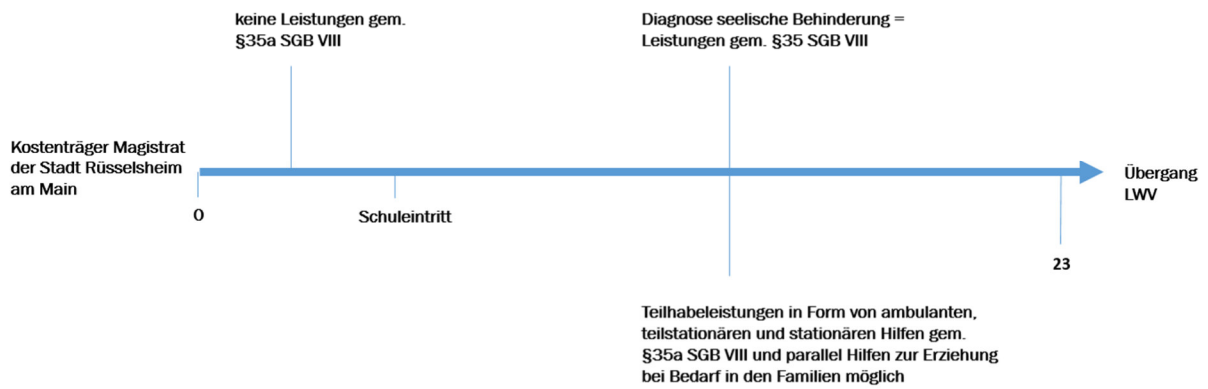 keine Leistungen gem.
§35a SGB VIII
Diagnose seelische Behinderung =
Leistungen gem. §35 SGB VIII
Kostenträger Magistrat
der Stadt Rüsselsheim
am Main
Übergang
LWV
0
Schuleintritt
23
Teilhabeleistungen in Form von ambulanten,
teilstationären und stationären Hilfen gem.
§35a SGB VIII und parallel Hilfen zur Erziehung
bei Bedarf in den Familien möglich